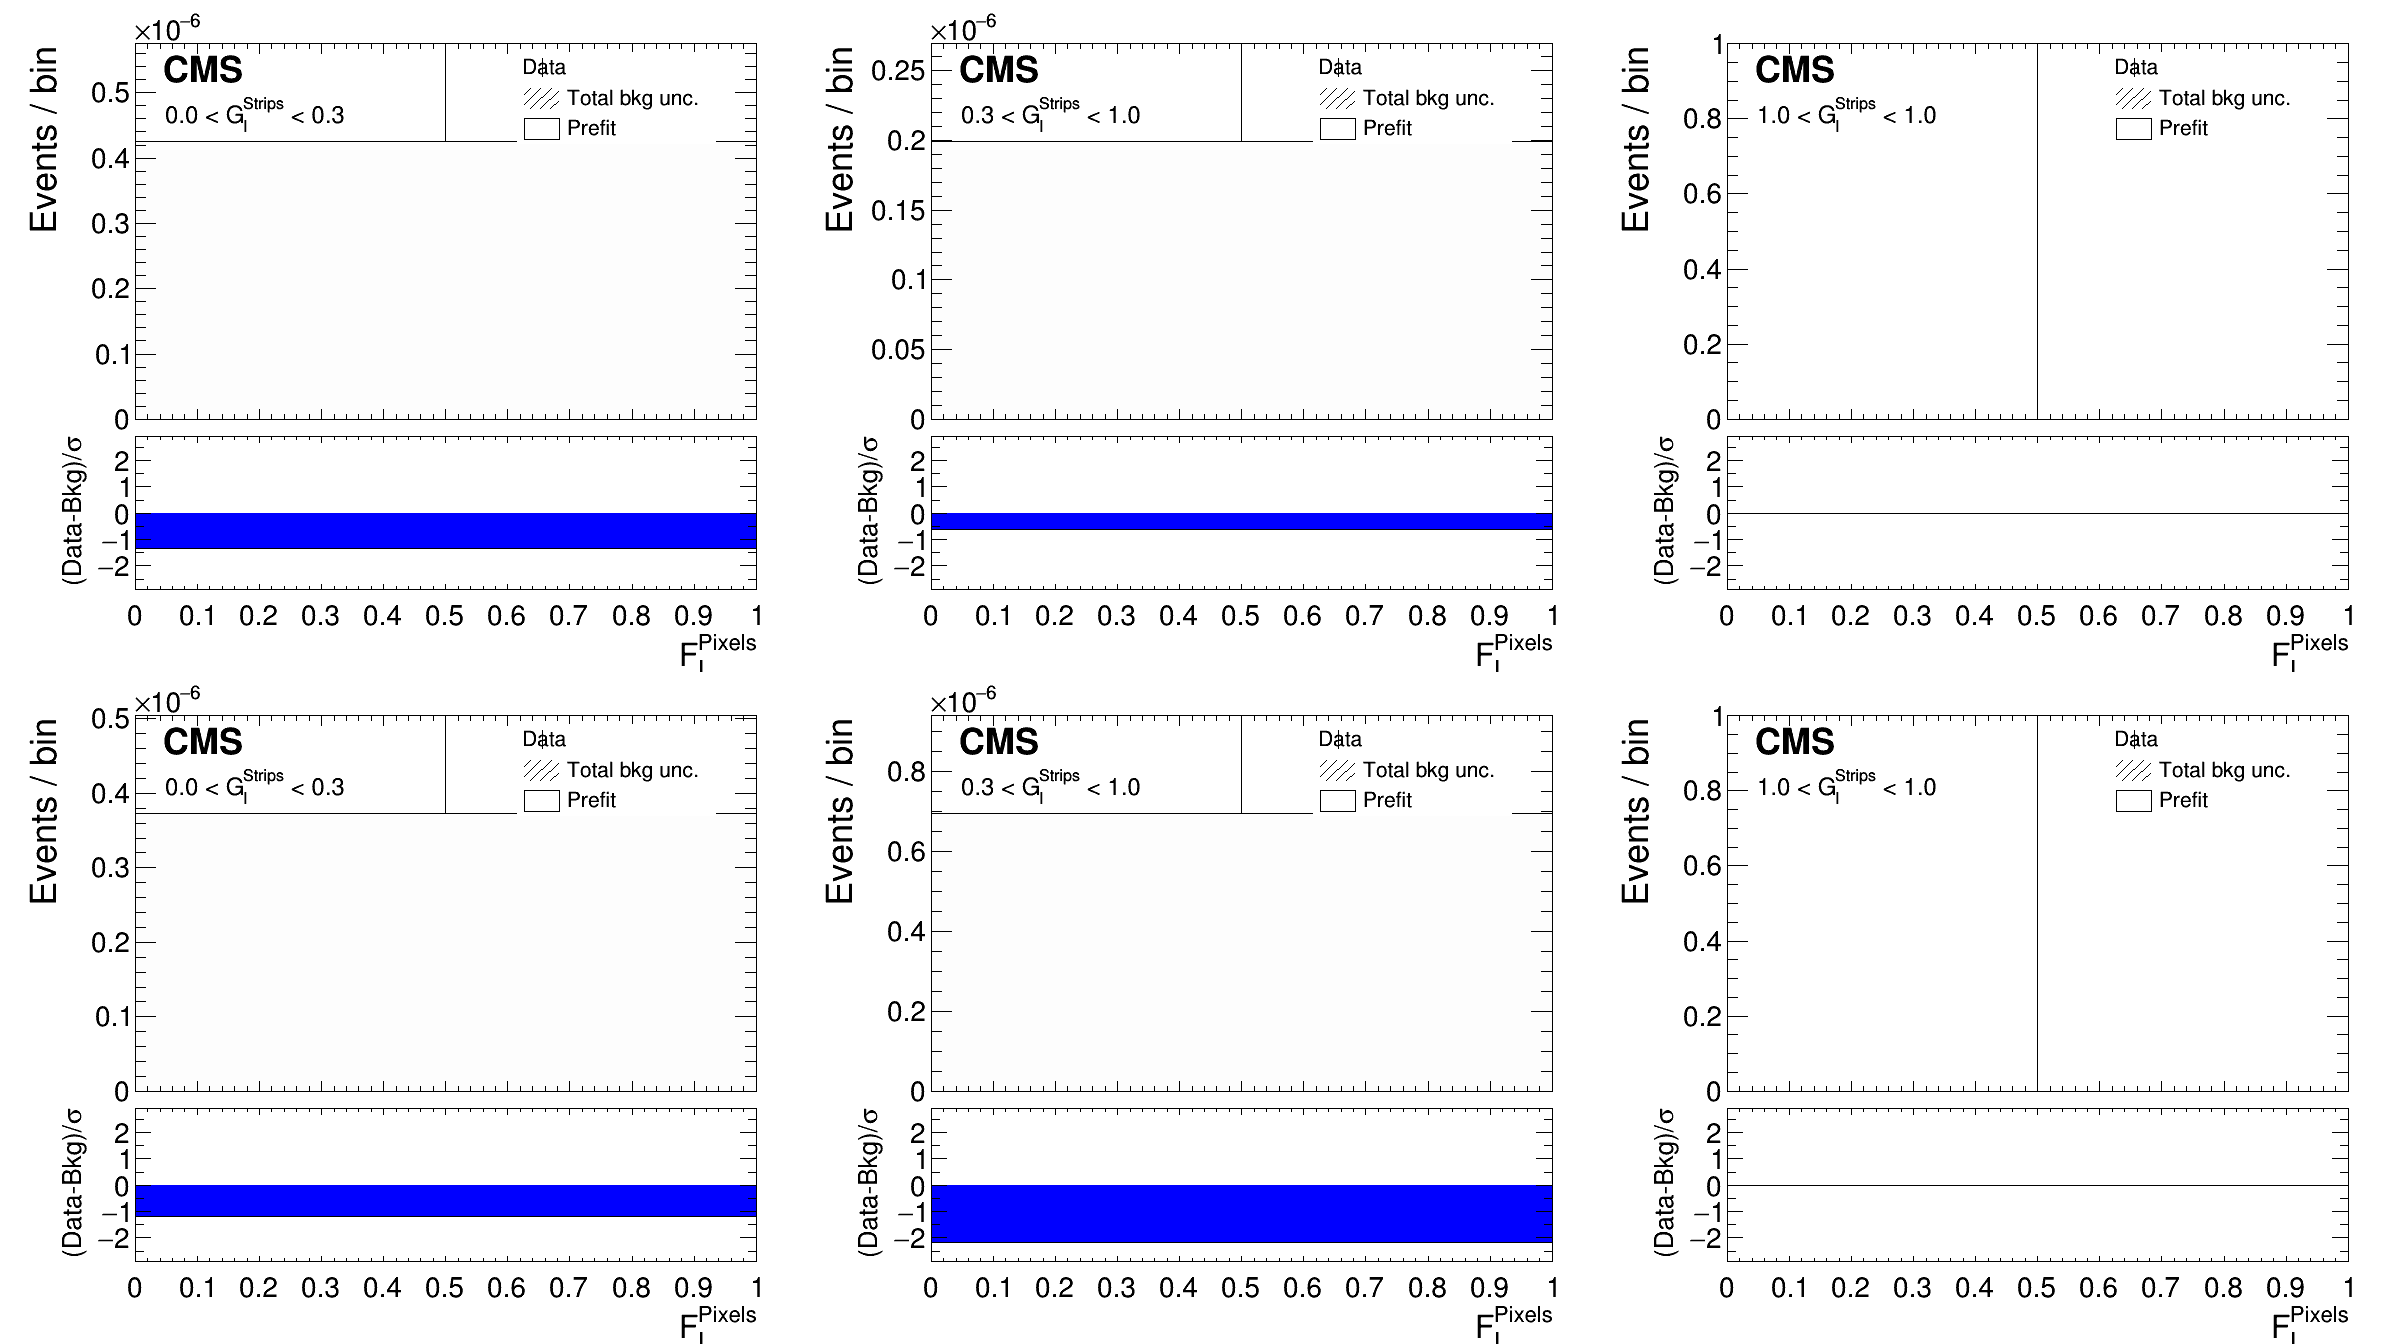 ×10⁻⁶
Events / bin
CMS
0.0 < G_I^Strips < 0.3
Data
Total bkg unc.
Prefit
0.5
0.4
0.3
0.2
0.1
0
(Data-Bkg)/σ
2
1
0
−1
−2
0 0.1 0.2 0.3 0.4 0.5 0.6 0.7 0.8 0.9 1
F_I^Pixels
×10⁻⁶
Events / bin
CMS
0.3 < G_I^Strips < 1.0
Data
Total bkg unc.
Prefit
0.25
0.2
0.15
0.1
0.05
0
(Data-Bkg)/σ
2
1
0
−1
−2
0 0.1 0.2 0.3 0.4 0.5 0.6 0.7 0.8 0.9 1
F_I^Pixels
Events / bin
CMS
1.0 < G_I^Strips < 1.0
Data
Total bkg unc.
Prefit
1
0.8
0.6
0.4
0.2
0
(Data-Bkg)/σ
2
1
0
−1
−2
0 0.1 0.2 0.3 0.4 0.5 0.6 0.7 0.8 0.9 1
F_I^Pixels
×10⁻⁶
Events / bin
CMS
0.0 < G_I^Strips < 0.3
Data
Total bkg unc.
Prefit
0.5
0.4
0.3
0.2
0.1
0
(Data-Bkg)/σ
2
1
0
−1
−2
0 0.1 0.2 0.3 0.4 0.5 0.6 0.7 0.8 0.9 1
F_I^Pixels
×10⁻⁶
Events / bin
CMS
0.3 < G_I^Strips < 1.0
Data
Total bkg unc.
Prefit
0.8
0.6
0.4
0.2
0
(Data-Bkg)/σ
2
1
0
−1
−2
0 0.1 0.2 0.3 0.4 0.5 0.6 0.7 0.8 0.9 1
F_I^Pixels
Events / bin
CMS
1.0 < G_I^Strips < 1.0
Data
Total bkg unc.
Prefit
1
0.8
0.6
0.4
0.2
0
(Data-Bkg)/σ
2
1
0
−1
−2
0 0.1 0.2 0.3 0.4 0.5 0.6 0.7 0.8 0.9 1
F_I^Pixels